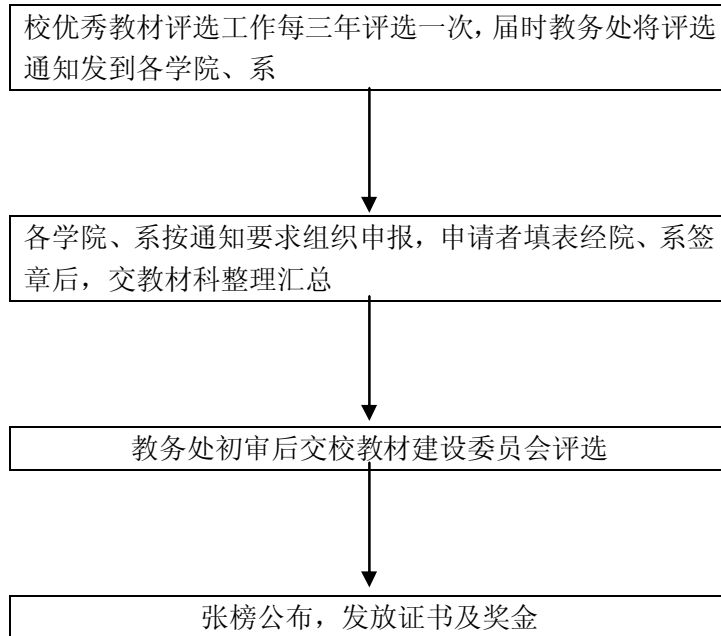 校优秀教材评选工作每三年评选一次，届时教务处将评选
通知发到各学院、系
各学院、系按通知要求组织申报，申请者填表经院、系签
章后，交教材科整理汇总
教务处初审后交校教材建设委员会评选
张榜公布，发放证书及奖金